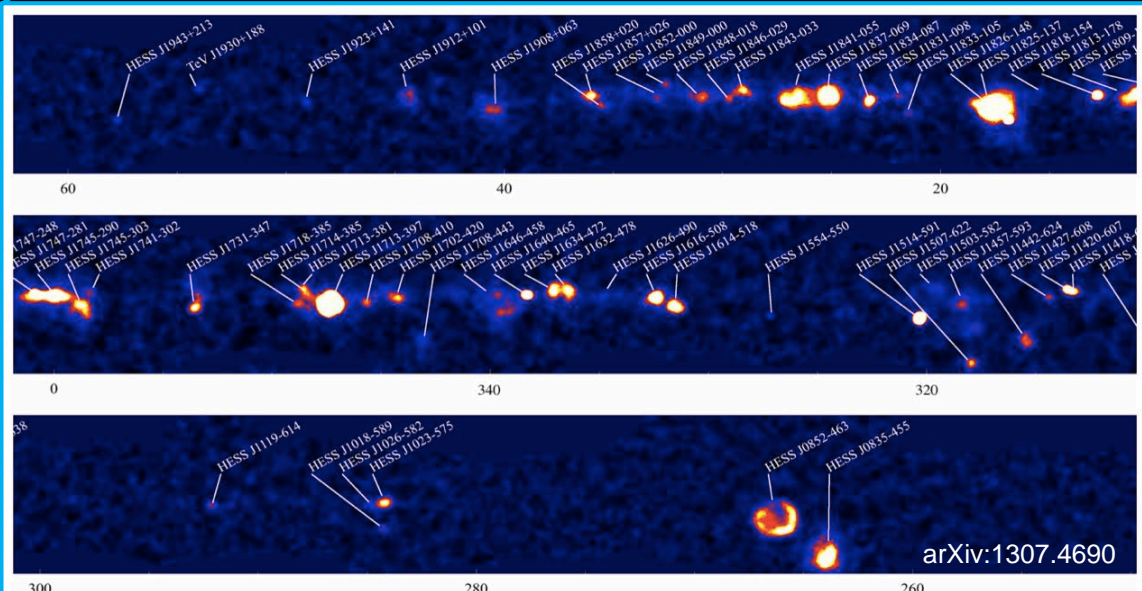 HESS J1943+213
TeV J1930+188
HESS J1923+141
HESS J1912+101
HESS J1908+063
HESS J1858+020
HESS J1857+026
HESS J1852-000
HESS J1849-000
HESS J1848-018
HESS J1846-029
HESS J1843-033
HESS J1841-055
HESS J1837-069
HESS J1834-087
HESS J1831-098
HESS J1833-105
HESS J1826-148
HESS J1825-137
HESS J1818-154
HESS J1813-178
HESS J1809-
60
40
20
J1747-248
J1747-281
HESS J1745-290
HESS J1745-303
HESS J1741-302
HESS J1731-347
HESS J1718-385
HESS J1714-385
HESS J1713-381
HESS J1713-397
HESS J1708-410
HESS J1702-420
HESS J1708-443
HESS J1646-458
HESS J1640-465
HESS J1634-472
HESS J1632-478
HESS J1626-490
HESS J1616-508
HESS J1614-518
HESS J1554-550
HESS J1514-591
HESS J1507-622
HESS J1503-582
HESS J1457-593
HESS J1442-624
HESS J1427-608
HESS J1420-607
HESS J1418-6
0
340
320
HESS J1119-614
HESS J1018-589
HESS J1026-582
HESS J1023-575
HESS J0852-463
HESS J0835-455
arXiv:1307.4690
300
280
260